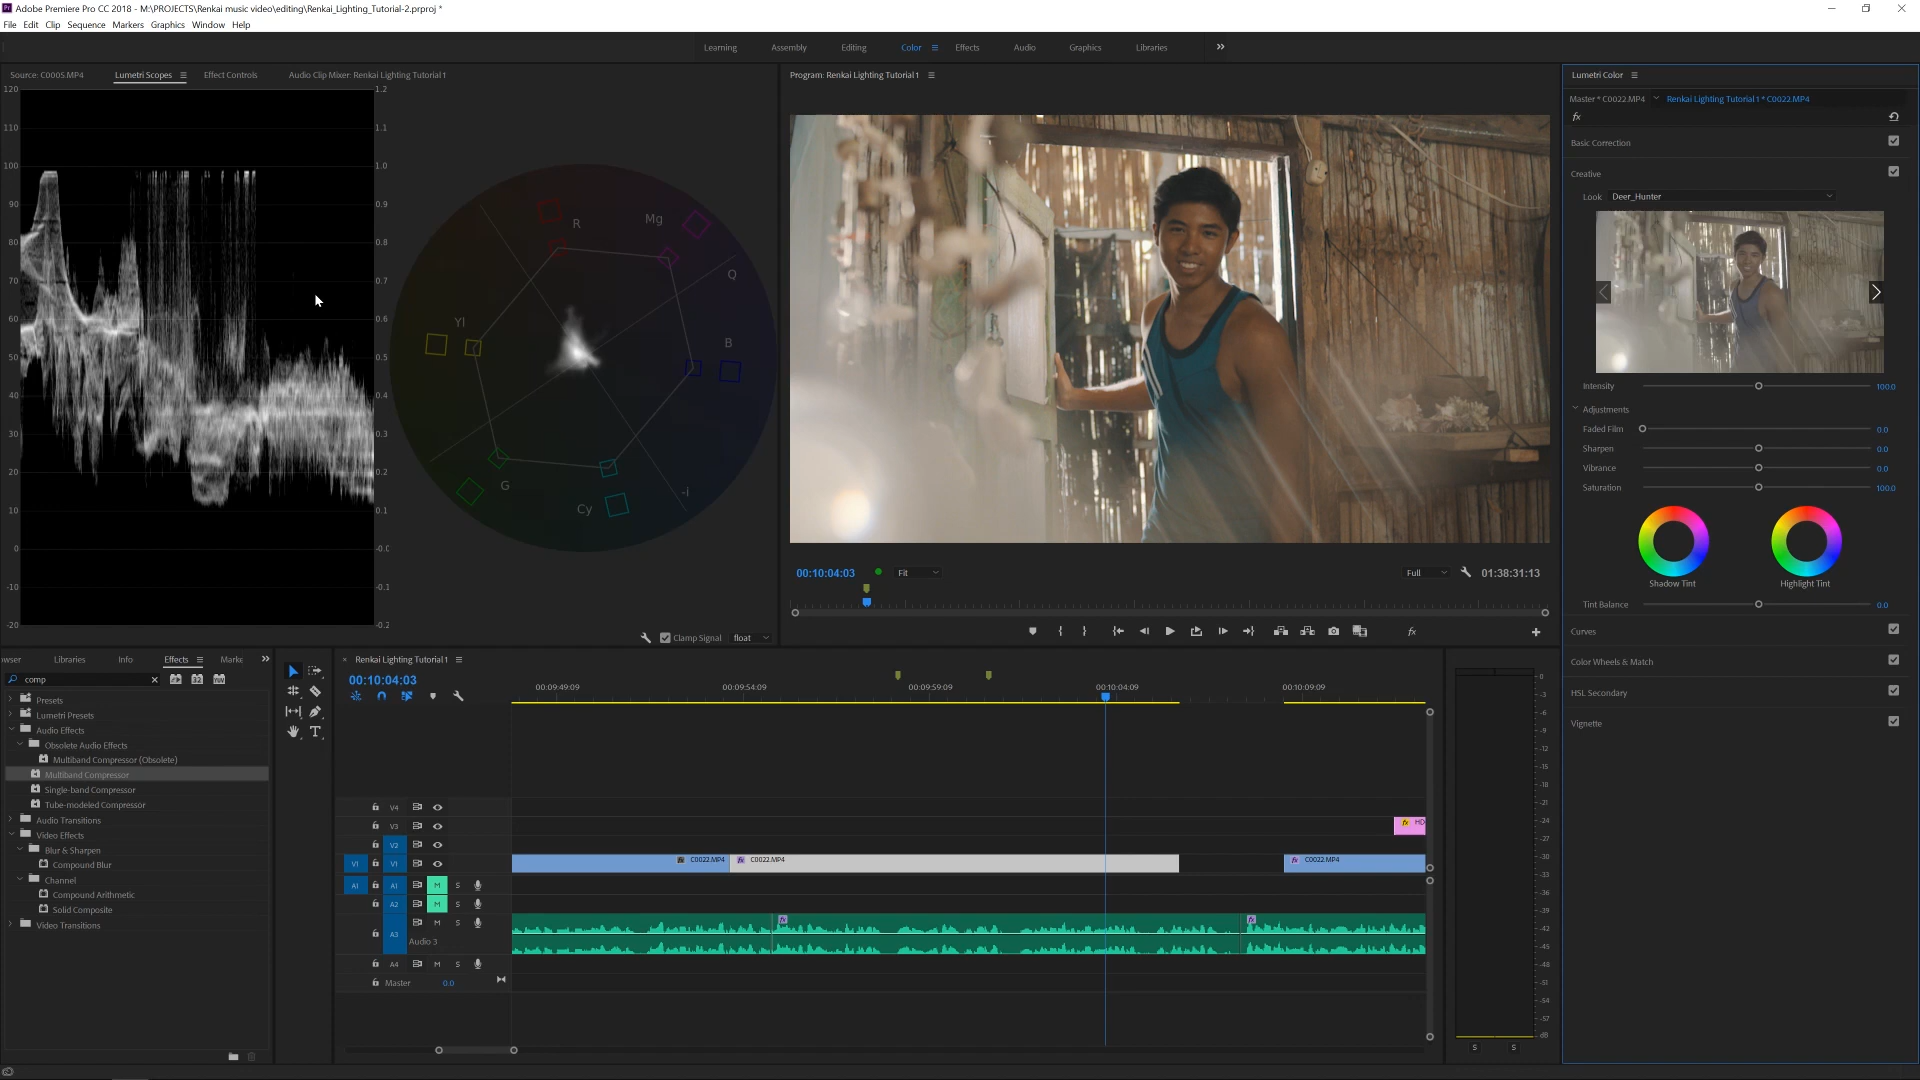 Adobe Premiere Pro CC 2018 - M:\PROJECTS\Renkai music video\editing\Renkai_Lighting_Tutorial-2.prproj *
File Edit Clip Sequence Markers Graphics Window Help
Learning Assembly Editing Color Effects Audio Graphics Libraries
Source: C0005.MP4 Lumetri Scopes Effect Controls Audio Clip Mixer: Renkai Lighting Tutorial 1
120 1.2
110 1.1
100 1.0
90 0.9
80 0.8
70 0.7
60 0.6
50 0.5
40 0.4
30 0.3
20 0.2
10 0.1
0 -0.0
-10 -0.1
-20 -0.2
R Mg Q B -i Cy G Yl
Clamp Signal float
Program: Renkai Lighting Tutorial 1
00:10:04:03 Fit Full 01:38:31:13
fx
Lumetri Color
Master * C0022.MP4 Renkai Lighting Tutorial 1 * C0022.MP4
fx
Basic Correction
Creative
Look Deer_Hunter
Intensity 100.0
Adjustments
Faded Film 0.0
Sharpen 0.0
Vibrance 0.0
Saturation 100.0
Shadow Tint Highlight Tint
Tint Balance 0.0
Curves
Color Wheels & Match
HSL Secondary
Vignette
owser Libraries Info Effects Marke
comp
Presets
Lumetri Presets
Audio Effects
Obsolete Audio Effects
Multiband Compressor (Obsolete)
Multiband Compressor
Single-band Compressor
Tube-modeled Compressor
Audio Transitions
Video Effects
Blur & Sharpen
Compound Blur
Channel
Compound Arithmetic
Solid Composite
Video Transitions
Renkai Lighting Tutorial 1
00:10:04:03
00:09:49:09 00:09:54:09 00:09:59:09 00:10:04:09 00:10:09:09
V4
V3 fx HD
V2
V1 V1 fx C0022.MP4 fx C0022.MP4 fx C0022.MP4
A1 A1 M S
A2 M S
A3 M S fx fx
Audio 3
A4 M S
Master 0.0
0
-3
-6
-9
-12
-15
-18
-21
-24
-27
-30
-33
-36
-39
-42
-45
-48
-51
-54
-57
dB
S S